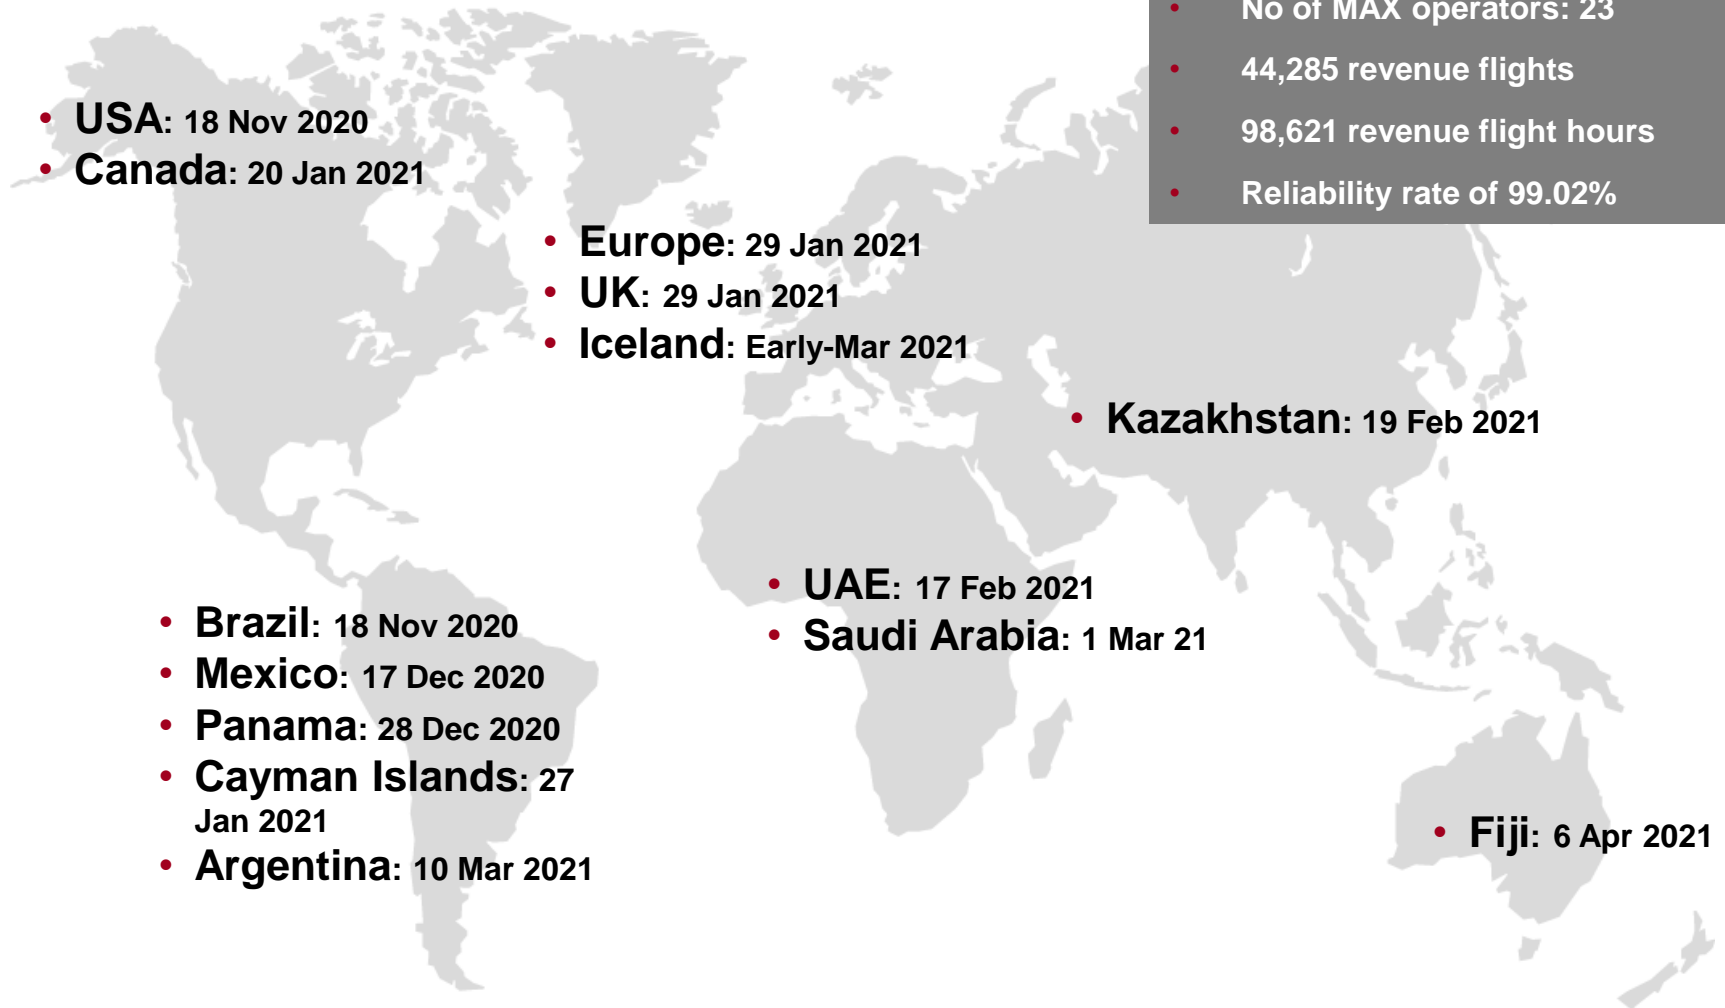 • No of MAX operators: 23
• 44,285 revenue flights
• 98,621 revenue flight hours
• Reliability rate of 99.02%
• USA: 18 Nov 2020
• Canada: 20 Jan 2021
• Europe: 29 Jan 2021
• UK: 29 Jan 2021
• Iceland: Early-Mar 2021
• Kazakhstan: 19 Feb 2021
• UAE: 17 Feb 2021
• Saudi Arabia: 1 Mar 21
• Brazil: 18 Nov 2020
• Mexico: 17 Dec 2020
• Panama: 28 Dec 2020
• Cayman Islands: 27
Jan 2021
• Argentina: 10 Mar 2021
• Fiji: 6 Apr 2021